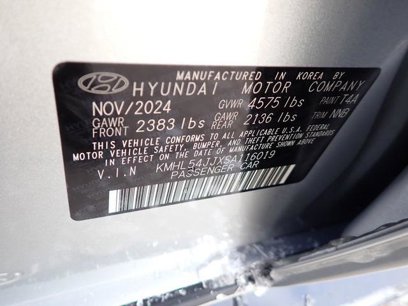 MANUFACTURED IN KOREA BY
HYUNDAI MOTOR COMPANY
NOV/2024 GVWR 4575 lbs PAINT T4A
GAWR FRONT 2383 lbs GAWR REAR 2136 lbs TRIM NNB
THIS VEHICLE CONFORMS TO ALL APPLICABLE U.S.A. FEDERAL
MOTOR VEHICLE SAFETY, BUMPER, AND THEFT PREVENTION STANDARDS
IN EFFECT ON THE DATE OF MANUFACTURE SHOWN ABOVE.
V.I.N KMHL54JJXSA116019
PASSENGER CAR